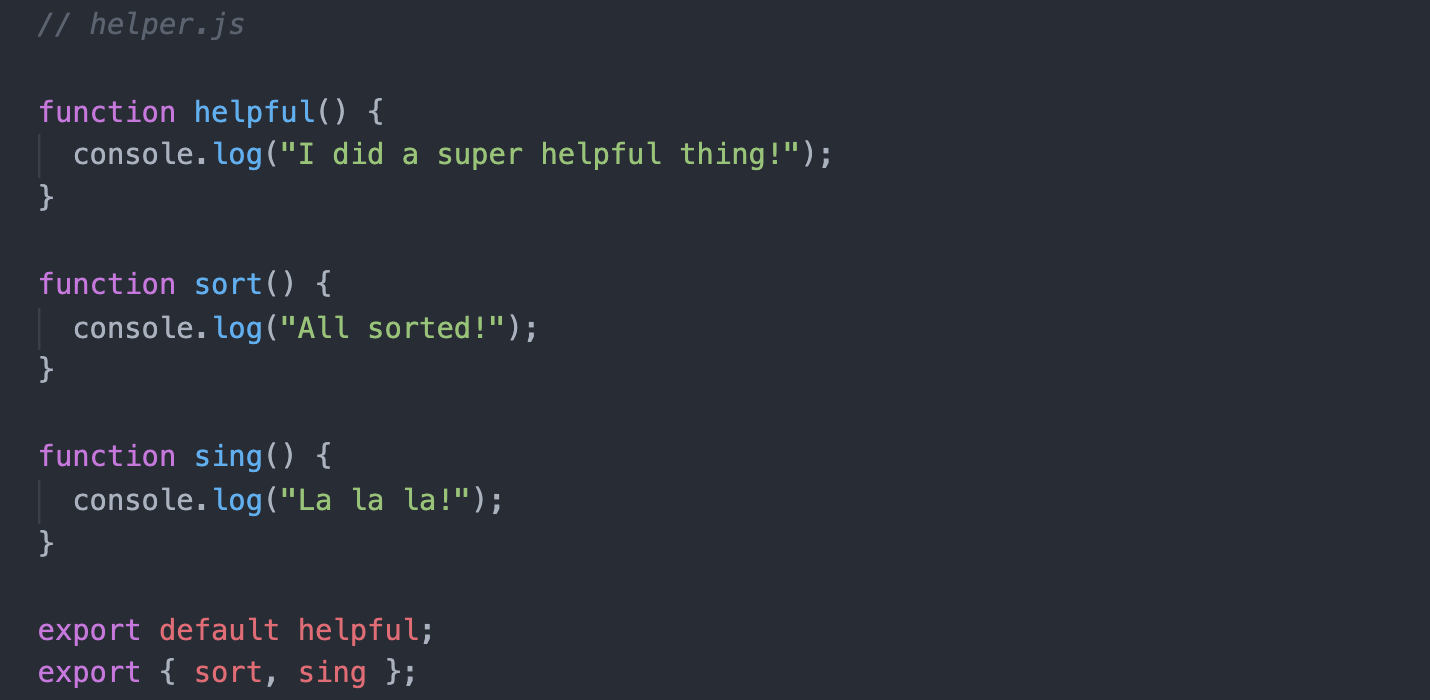 // helper.js
function helpful() {
  console.log("I did a super helpful thing!");
}
function sort() {
  console.log("All sorted!");
}
function sing() {
  console.log("La la la!");
}
export default helpful;
export { sort, sing };